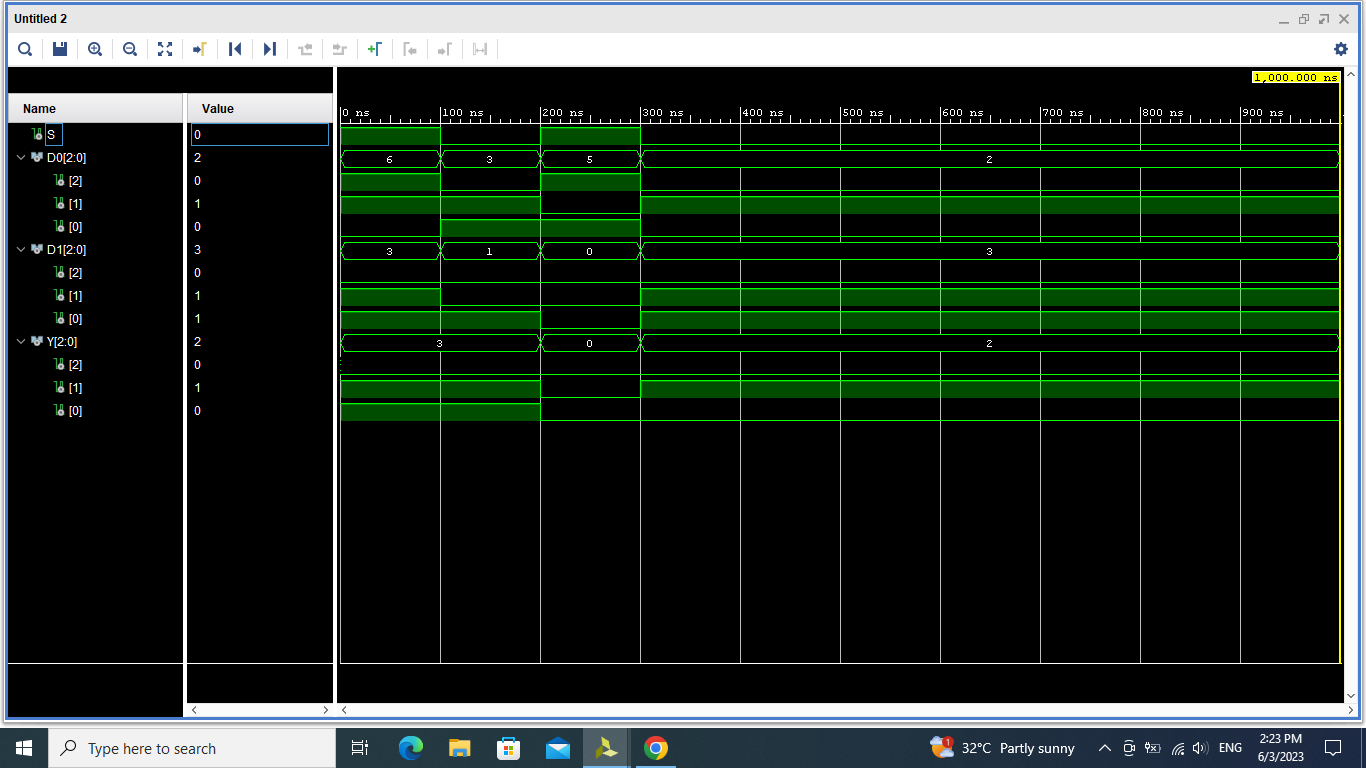 Untitled 2
1,000.000 ns
Name Value
0 ns 100 ns 200 ns 300 ns 400 ns 500 ns 600 ns 700 ns 800 ns 900 ns
S 0
D0[2:0] 2 6 3 5 2
[2] 0
[1] 1
[0] 0
D1[2:0] 3 3 1 0 3
[2] 0
[1] 1
[0] 1
Y[2:0] 2 3 0 2
[2] 0
[1] 1
[0] 0
Type here to search 1 32°C Partly sunny ENG 2:23 PM
6/3/2023